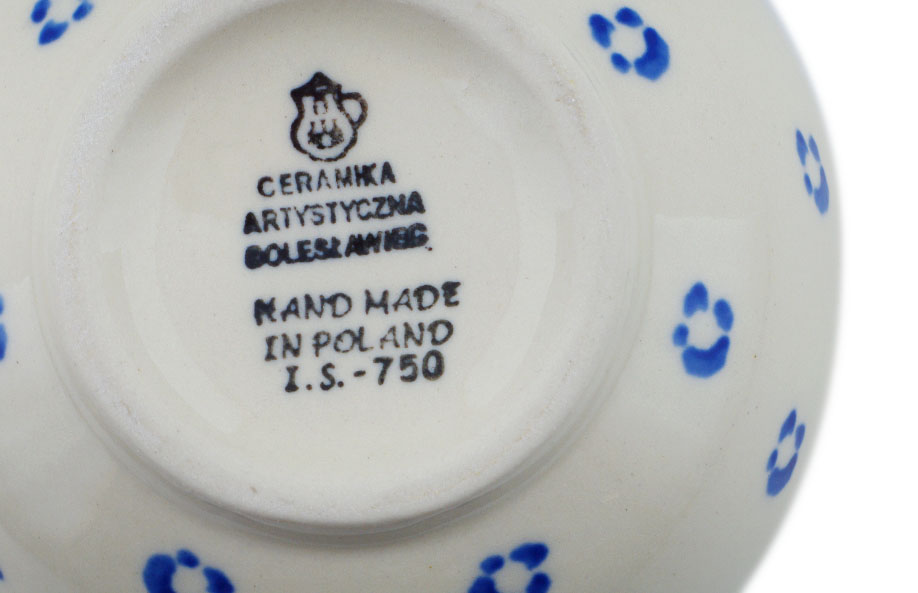 CERAMIKA
ARTYSTYCZNA
BOLESŁAWIEC
HAND MADE
IN POLAND
I.S.-750